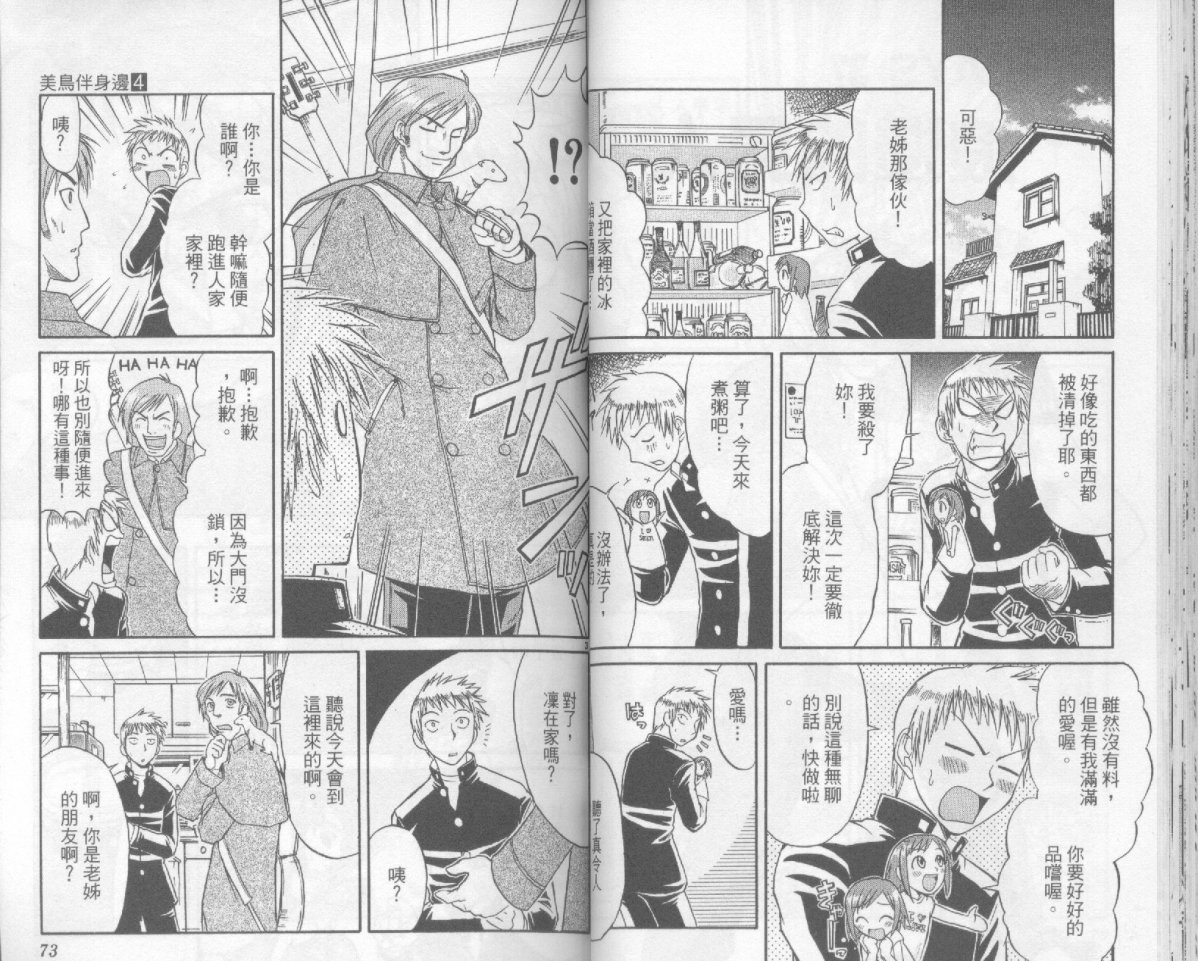 可惡！
老姊那傢伙！
又把家裡的冰
好像吃的東西都
被清掉了耶。
我要殺了
妳！
這次一定要徹
底解決妳！
算了，今天來
煮粥吧…
沒辦法了，
雖然沒有料，
但是有我滿滿
的愛喔。
你要好好的
品嚐喔。
別說這種無聊
的話，快做啦
。
愛嗎…
聽了真令人
はっ
ぐぐぐっ
美鳥伴身邊4
!?
你…你是
誰啊？
幹嘛隨便
跑進人家
家裡？
咦？
HA HA HA
啊…抱歉
，抱歉。
因為大門沒
鎖，所以…
所以也別隨便進來
呀！哪有這種事！
對了，
凜在家嗎？
咦？
聽說今天會到
這裡來的啊。
啊，你是老姊
的朋友啊？
73